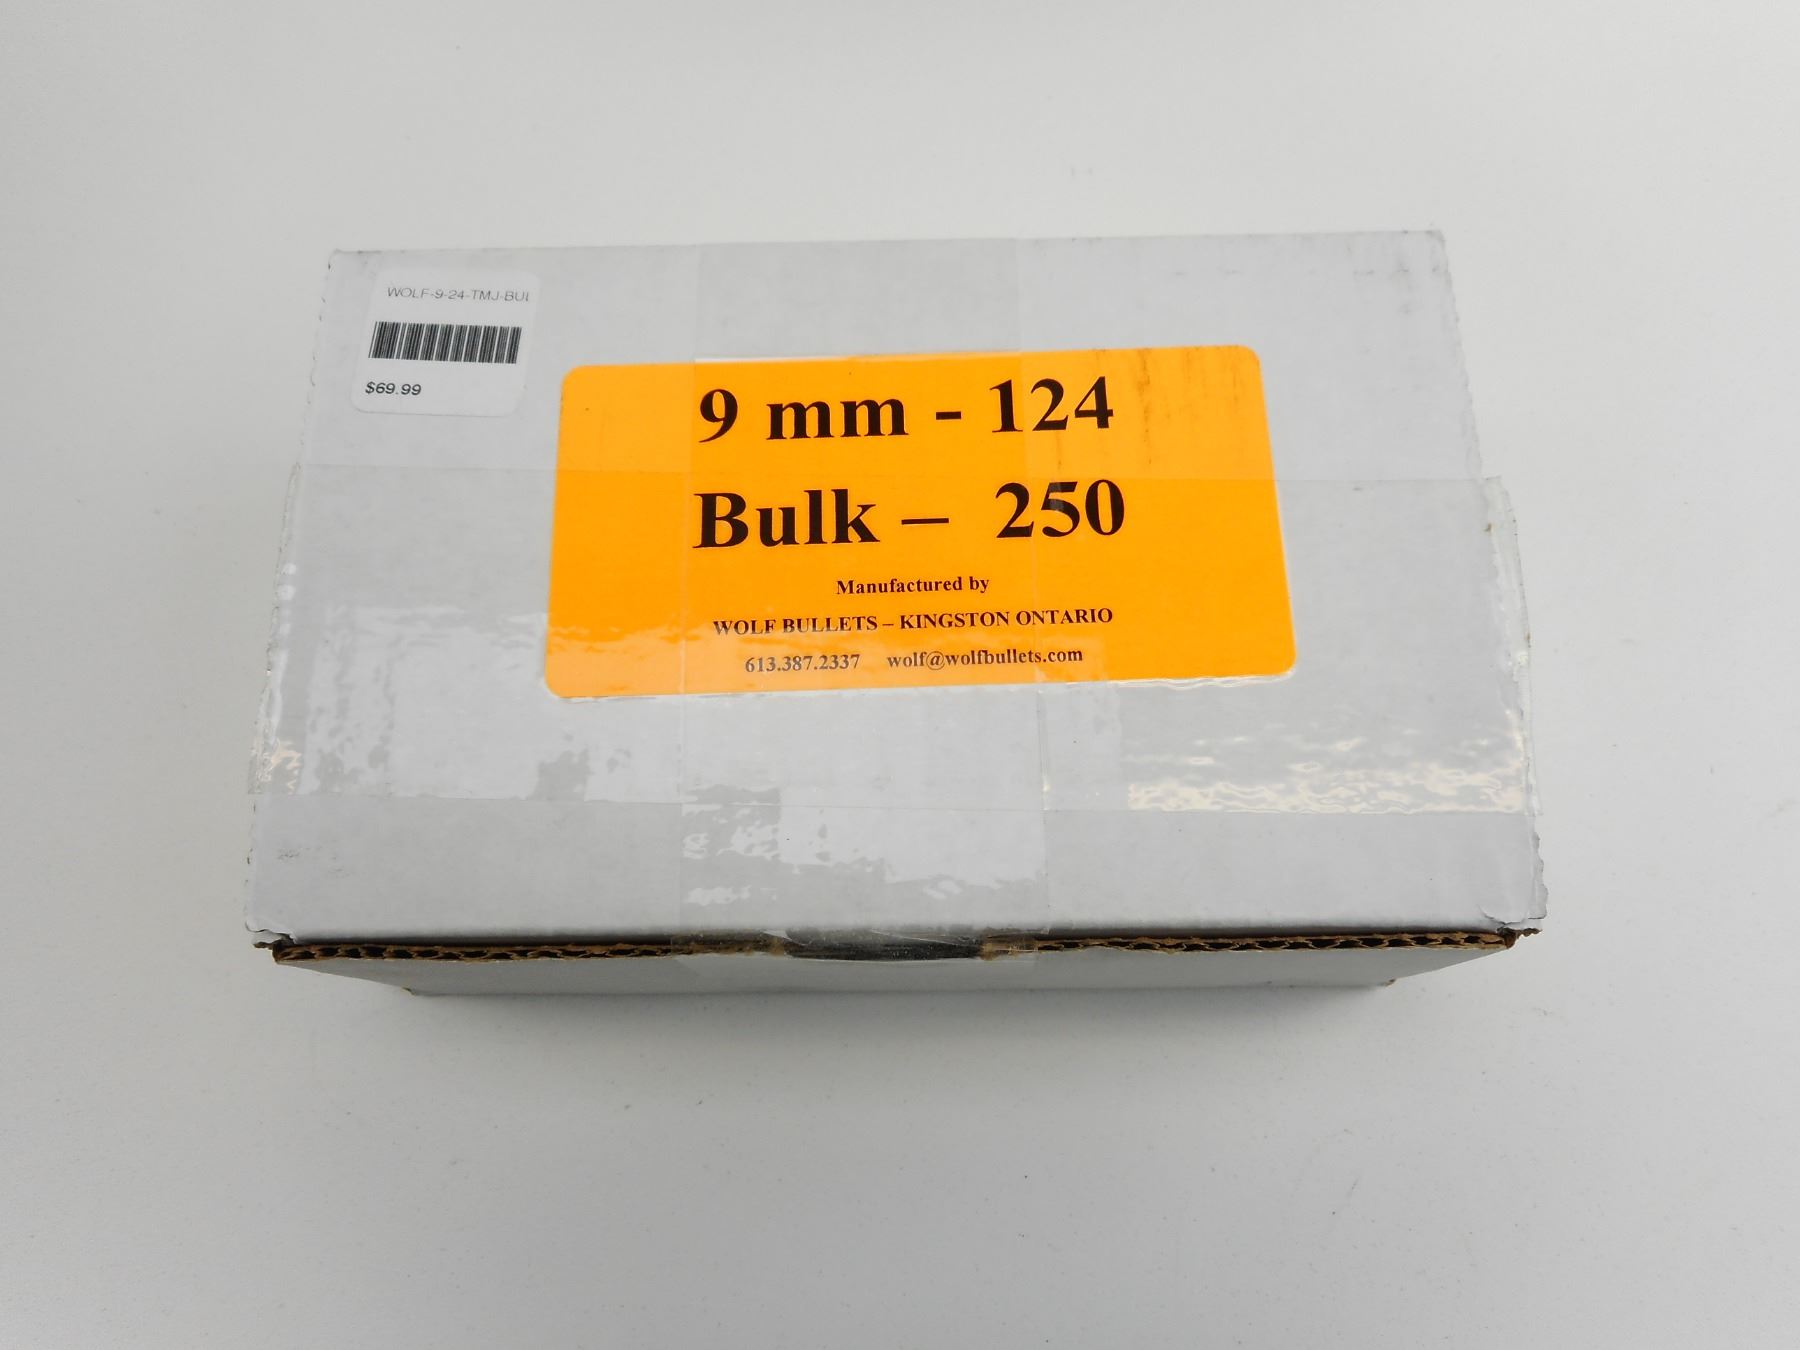 WOLF-9-24-TMJ-BUL
$69.99
9 mm - 124
Bulk – 250
Manufactured by
WOLF BULLETS – KINGSTON ONTARIO
613.387.2337 wolf@wolfbullets.com